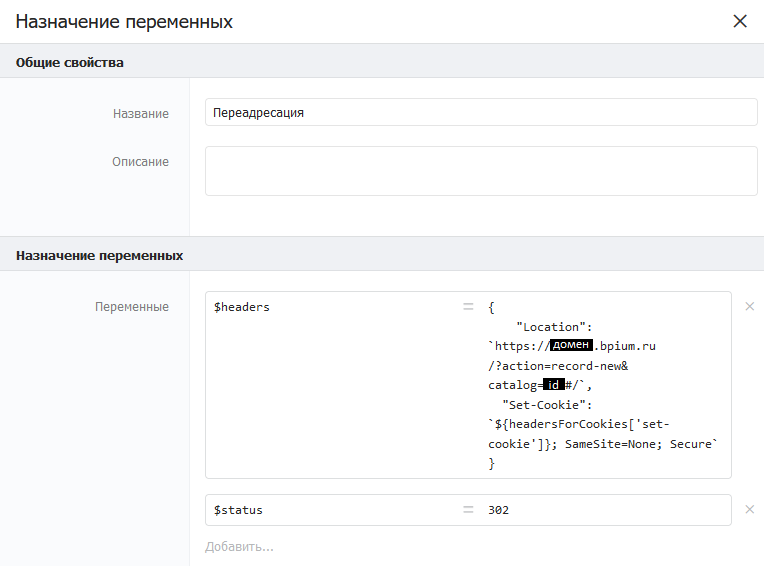 Назначение переменных
Общие свойства
Название
Переадресация
Описание
Назначение переменных
Переменные
$headers = {
"Location":
`https://домен.bpium.ru
/?action=record-new&
catalog=id#/`,
"Set-Cookie":
`${headersForCookies['set-
cookie']}; SameSite=None; Secure`
}
$status = 302
Добавить...